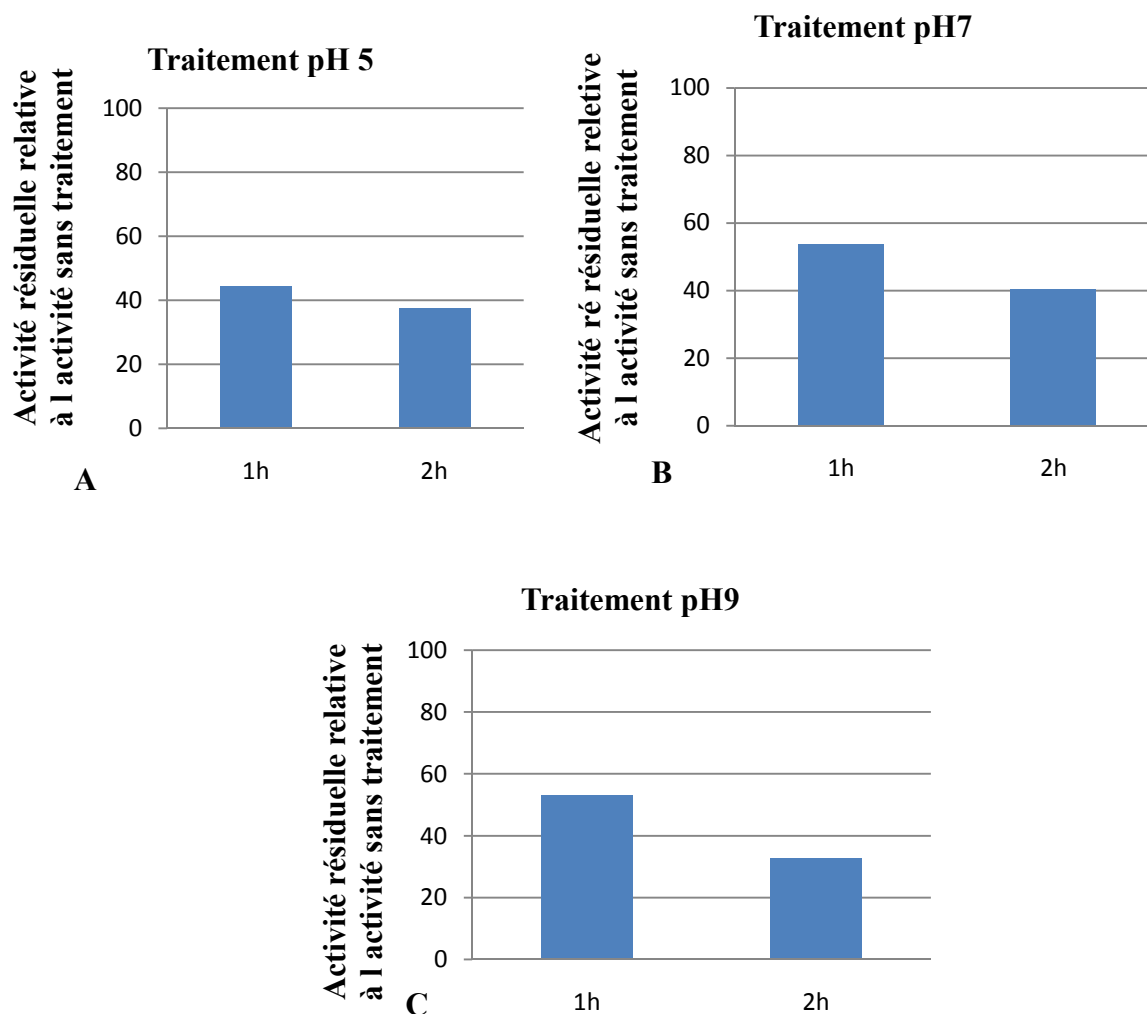 Traitement pH 5
Activité résiduelle relative
à l activité sans traitement
100
80
60
40
20
0
1h
2h
A
Traitement pH7
Activité ré résiduelle reletive
à l activité sans traitement
100
80
60
40
20
0
1h
2h
B
Traitement pH9
Activité résiduelle relative
à l activité sans traitement
100
80
60
40
20
0
1h
2h
C